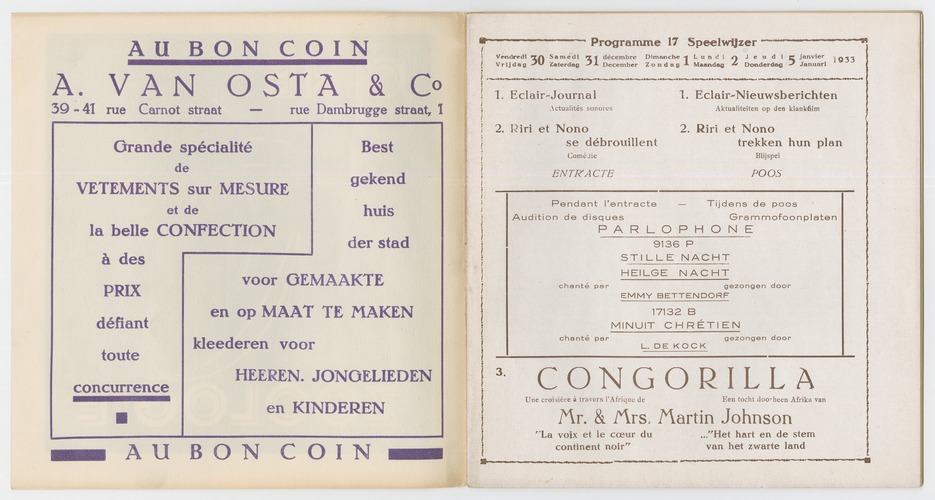 AU BON COIN
A. VAN OSTA & Co
39-41 rue Carnot straat — rue Dambrugge straat, 1
Grande spécialité
de
VETEMENTS sur MESURE
et de
la belle CONFECTION
à des
PRIX
défiant
toute
concurrence
Best
gekend
huis
der stad
voor GEMAAKTE
en op MAAT TE MAKEN
kleederen voor
HEEREN. JONGELIEDEN
en KINDEREN
AU BON COIN
Programme 17 Speelwijzer
Vendredi 30 Samedi 31 décembre Dimanche 1 Lundi 2 Jeudi 5 janvier 1933
Vrijdag Zaterdag December Zondag Maandag Donderdag Januari
1. Eclair-Journal
Actualités sonores
2. Riri et Nono
se débrouillent
Comédie
ENTR'ACTE
1. Eclair-Nieuwsberichten
Aktualiteiten op den klankfilm
2. Riri et Nono
trekken hun plan
Blijspel
POOS
Pendant l'entracte — Tijdens de poos
Audition de disques Grammofoonplaten
PARLOPHONE
9136 P
STILLE NACHT
HEILGE NACHT
chanté par gezongen door
EMMY BETTENDORF
17132 B
MINUIT CHRÉTIEN
chanté par gezongen door
L. DE KOCK
3. CONGORILLA
Une croisière à travers l'Afrique de Een tocht doorheen Afrika van
Mr. & Mrs. Martin Johnson
"La voix et le cœur du ..."Het hart en de stem
continent noir" van het zwarte land